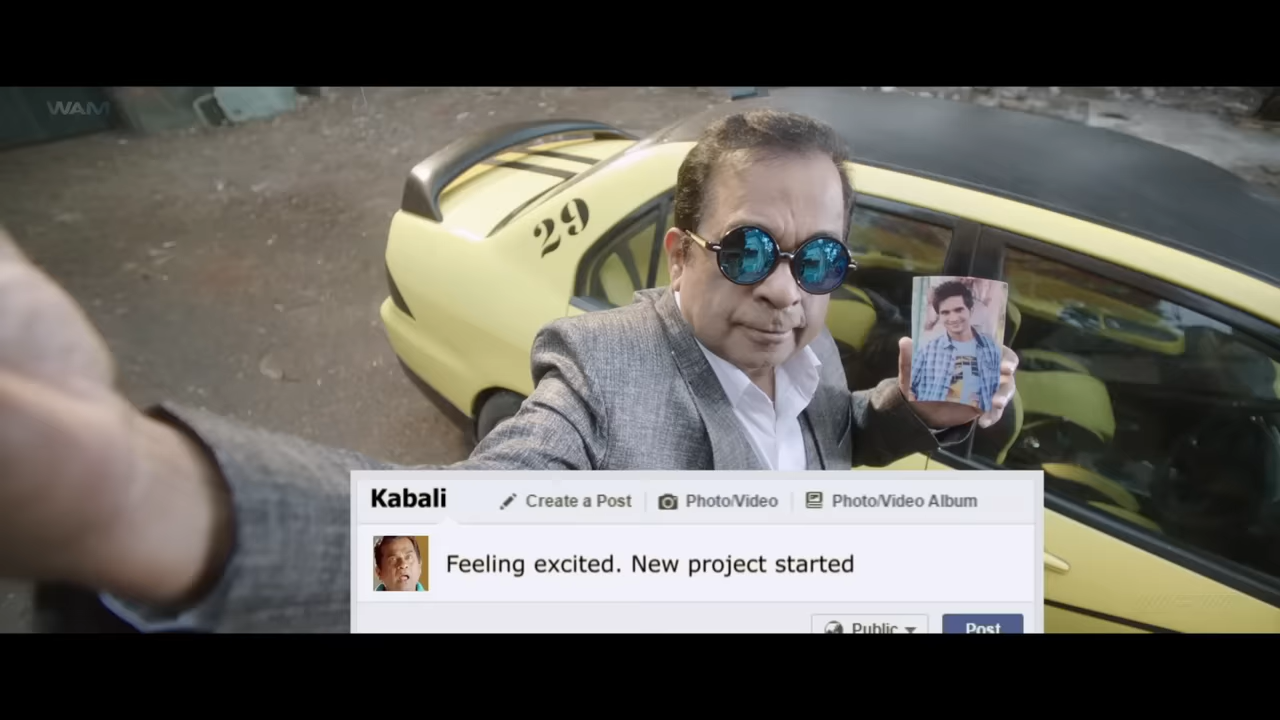 WAM
29
Kabali
Create a Post
Photo/Video
Photo/Video Album
Feeling excited. New project started
Public
Post